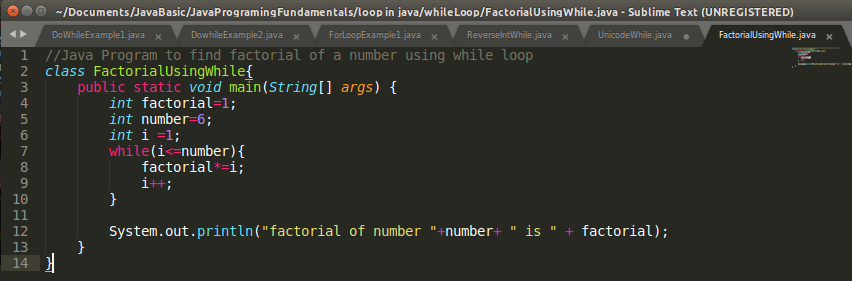 ~/Documents/JavaBasic/JavaProgramingFundamentals/loop in java/whileLoop/FactorialUsingWhile.java - Sublime Text (UNREGISTERED)
DoWhileExample1.java DowhileExample2.java ForLoopExample1.java ReverseIntWhile.java UnicodeWhile.java FactorialUsingWhile.java
1 //Java Program to find factorial of a number using while loop
2 class FactorialUsingWhile{
3 public static void main(String[] args) {
4 int factorial=1;
5 int number=6;
6 int i =1;
7 while(i<=number){
8 factorial*=i;
9 i++;
10 }
11
12 System.out.println("factorial of number "+number+ " is " + factorial);
13 }
14 }